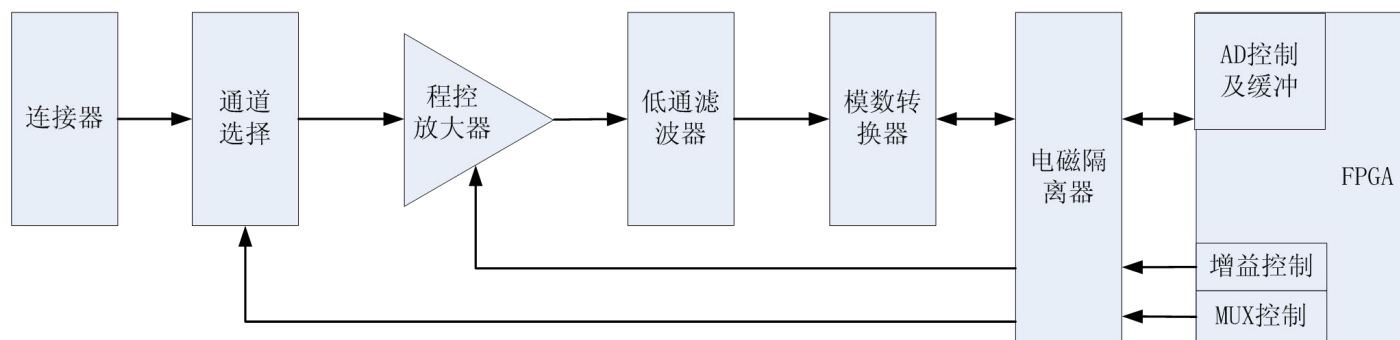 连接器
通道
选择
程控
放大器
低通滤
波器
模数转
换器
电磁隔
离器
AD控制
及缓冲
FPGA
增益控制
MUX控制